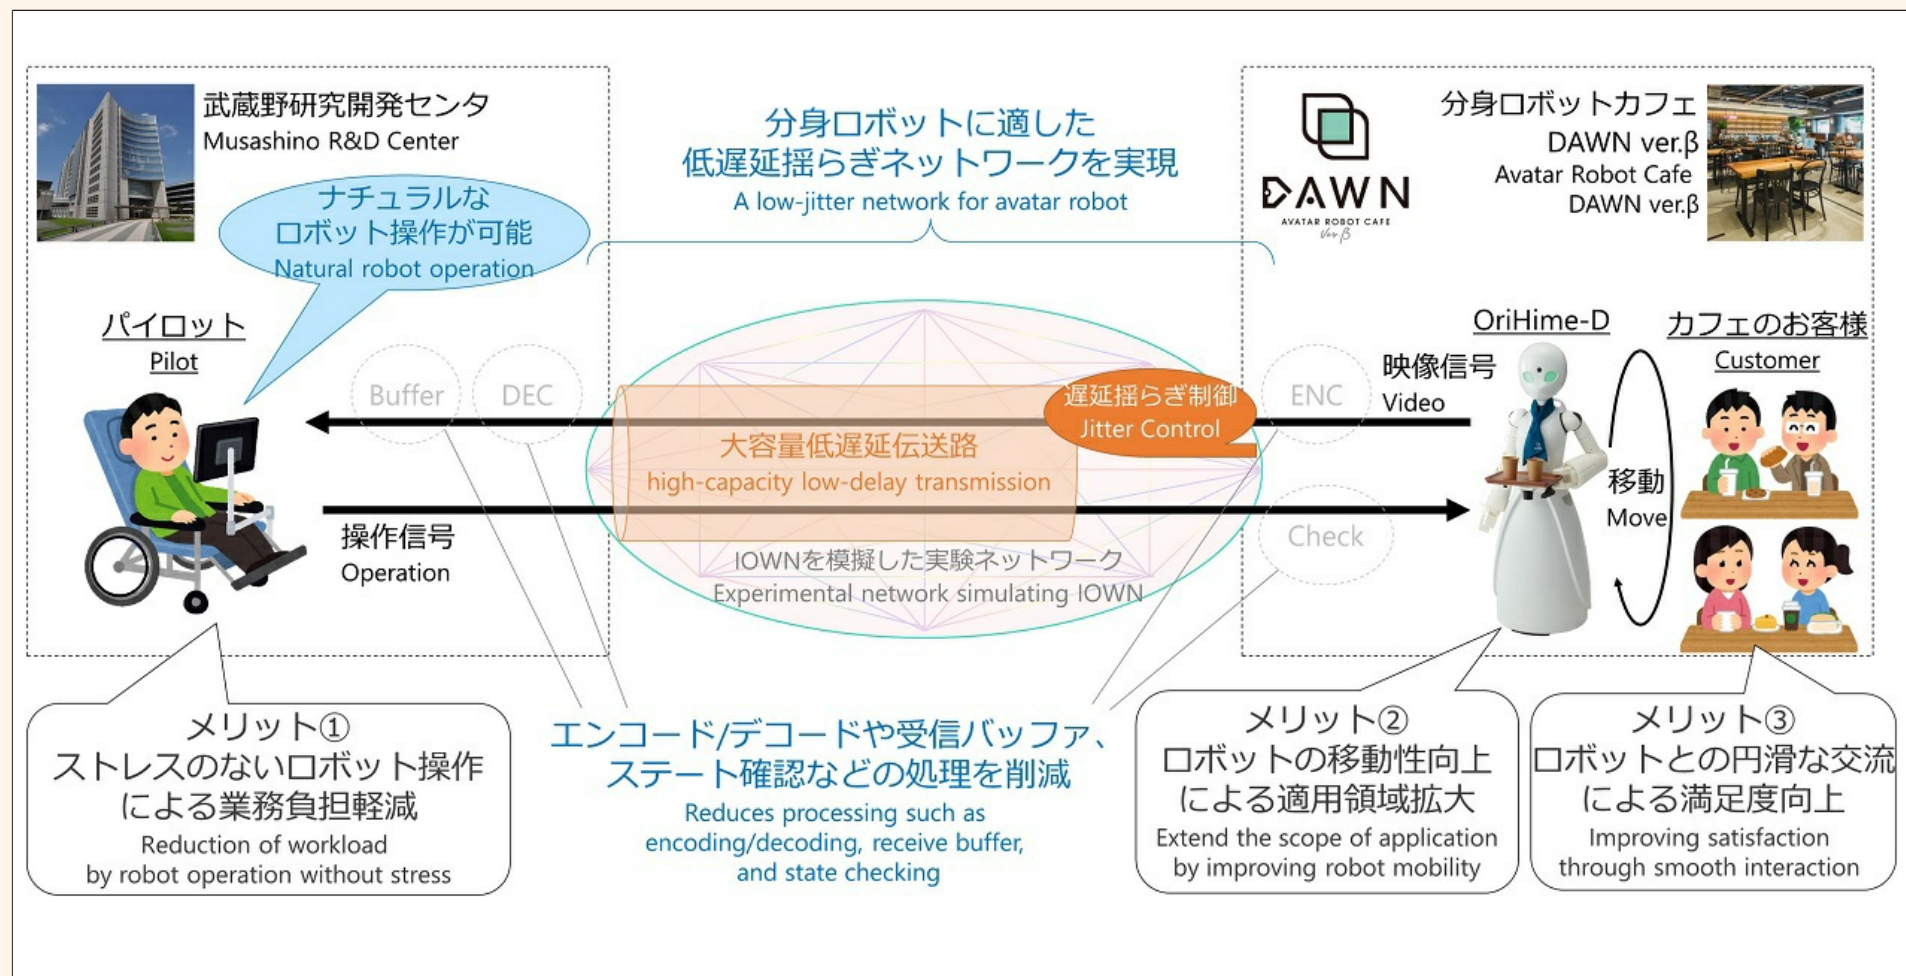 武蔵野研究開発センタ
Musashino R&D Center
ナチュラルな
ロボット操作が可能
Natural robot operation
分身ロボットに適した
低遅延揺らぎネットワークを実現
A low-jitter network for avatar robot
DAWN
AVATAR ROBOT CAFE
Ver.β
分身ロボットカフェ
DAWN ver.β
Avatar Robot Cafe
DAWN ver.β
パイロット
Pilot
Buffer
DEC
遅延揺らぎ制御
Jitter Control
ENC
映像信号
Video
OriHime-D
カフェのお客様
Customer
大容量低遅延伝送路
high-capacity low-delay transmission
操作信号
Operation
IOWNを模擬した実験ネットワーク
Experimental network simulating IOWN
Check
移動
Move
メリット①
ストレスのないロボット操作
による業務負担軽減
Reduction of workload
by robot operation without stress
エンコード/デコードや受信バッファ、
ステート確認などの処理を削減
Reduces processing such as
encoding/decoding, receive buffer,
and state checking
メリット②
ロボットの移動性向上
による適用領域拡大
Extend the scope of application
by improving robot mobility
メリット③
ロボットとの円滑な交流
による満足度向上
Improving satisfaction
through smooth interaction